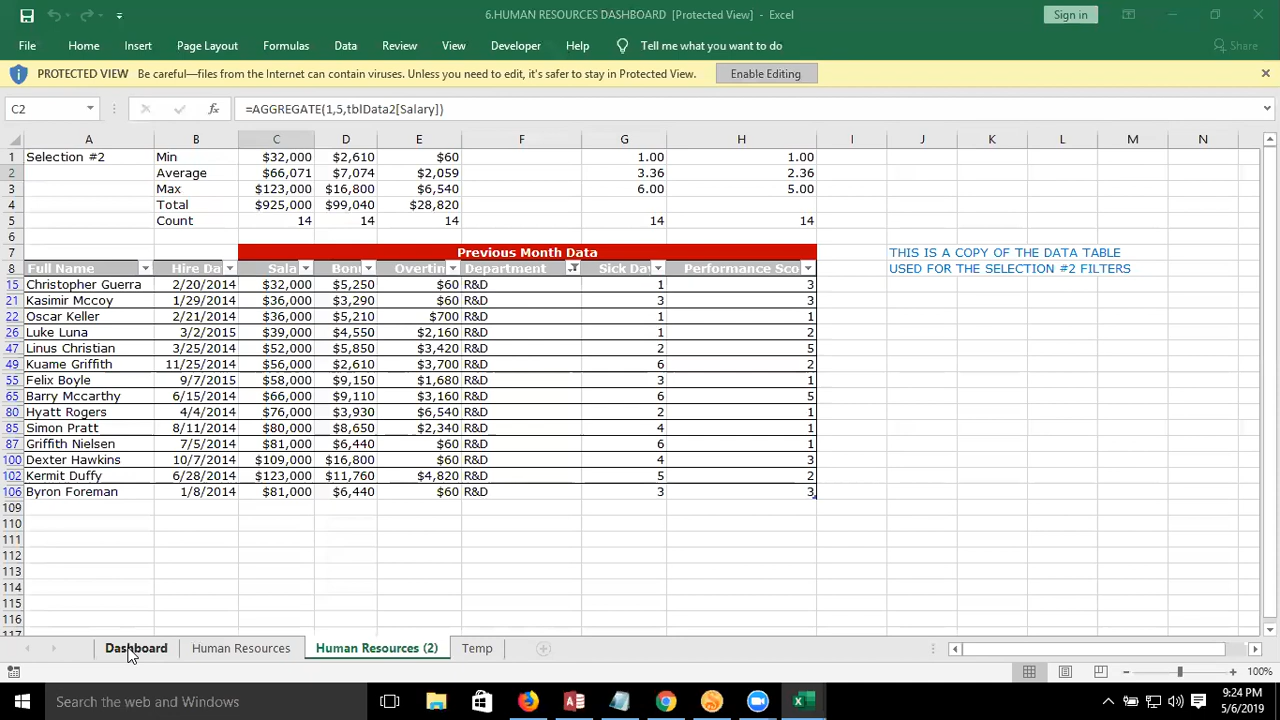 6.HUMAN RESOURCES DASHBOARD [Protected View] - Excel
Sign in
File Home Insert Page Layout Formulas Data Review View Developer Help Tell me what you want to do Share
PROTECTED VIEW Be careful—files from the Internet can contain viruses. Unless you need to edit, it's safer to stay in Protected View. Enable Editing
C2 fx =AGGREGATE(1,5,tblData2[Salary])
A B C D E F G H I J K L M N
1 Selection #2 Min $32,000 $2,610 $60 1.00 1.00
2 Average $66,071 $7,074 $2,059 3.36 2.36
3 Max $123,000 $16,800 $6,540 6.00 5.00
4 Total $925,000 $99,040 $28,820
5 Count 14 14 14 14 14
6
7 Previous Month Data THIS IS A COPY OF THE DATA TABLE
8 Full Name Hire Da Sala Bonu Overtim Department Sick Da Performance Sco USED FOR THE SELECTION #2 FILTERS
15 Christopher Guerra 2/20/2014 $32,000 $5,250 $60 R&D 1 3
21 Kasimir Mccoy 1/29/2014 $36,000 $3,290 $60 R&D 3 3
22 Oscar Keller 2/21/2014 $36,000 $5,210 $700 R&D 1 1
26 Luke Luna 3/2/2015 $39,000 $4,550 $2,160 R&D 1 2
47 Linus Christian 3/25/2014 $52,000 $5,850 $3,420 R&D 2 5
49 Kuame Griffith 11/25/2014 $56,000 $2,610 $3,700 R&D 6 2
55 Felix Boyle 9/7/2015 $58,000 $9,150 $1,680 R&D 3 1
65 Barry Mccarthy 6/15/2014 $66,000 $9,110 $3,160 R&D 6 5
80 Hyatt Rogers 4/4/2014 $76,000 $3,930 $6,540 R&D 2 1
85 Simon Pratt 8/11/2014 $80,000 $8,650 $2,340 R&D 4 1
87 Griffith Nielsen 7/5/2014 $81,000 $6,440 $60 R&D 6 1
100 Dexter Hawkins 10/7/2014 $109,000 $16,800 $60 R&D 4 3
102 Kermit Duffy 6/28/2014 $123,000 $11,760 $4,820 R&D 5 2
106 Byron Foreman 1/8/2014 $81,000 $6,440 $60 R&D 3 3
109
110
111
112
113
114
115
116
117
Dashboard Human Resources Human Resources (2) Temp
100%
Search the web and Windows
9:24 PM
5/6/2019